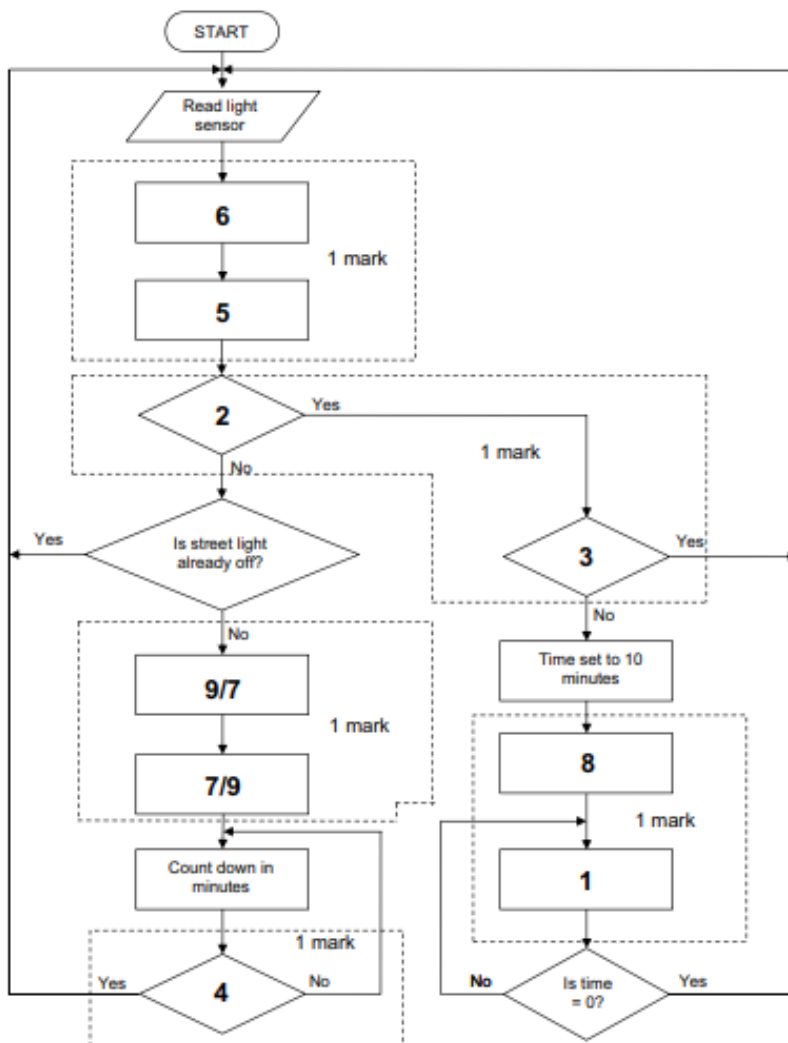 START
Read light
sensor
6
1 mark
5
2
Yes
1 mark
No
Yes
Is street light
already off?
3
Yes
No
No
Time set to 10
minutes
9/7
1 mark
8
7/9
1 mark
Count down in
minutes
1
1 mark
Yes
4
No
No
Is time
= 0?
Yes